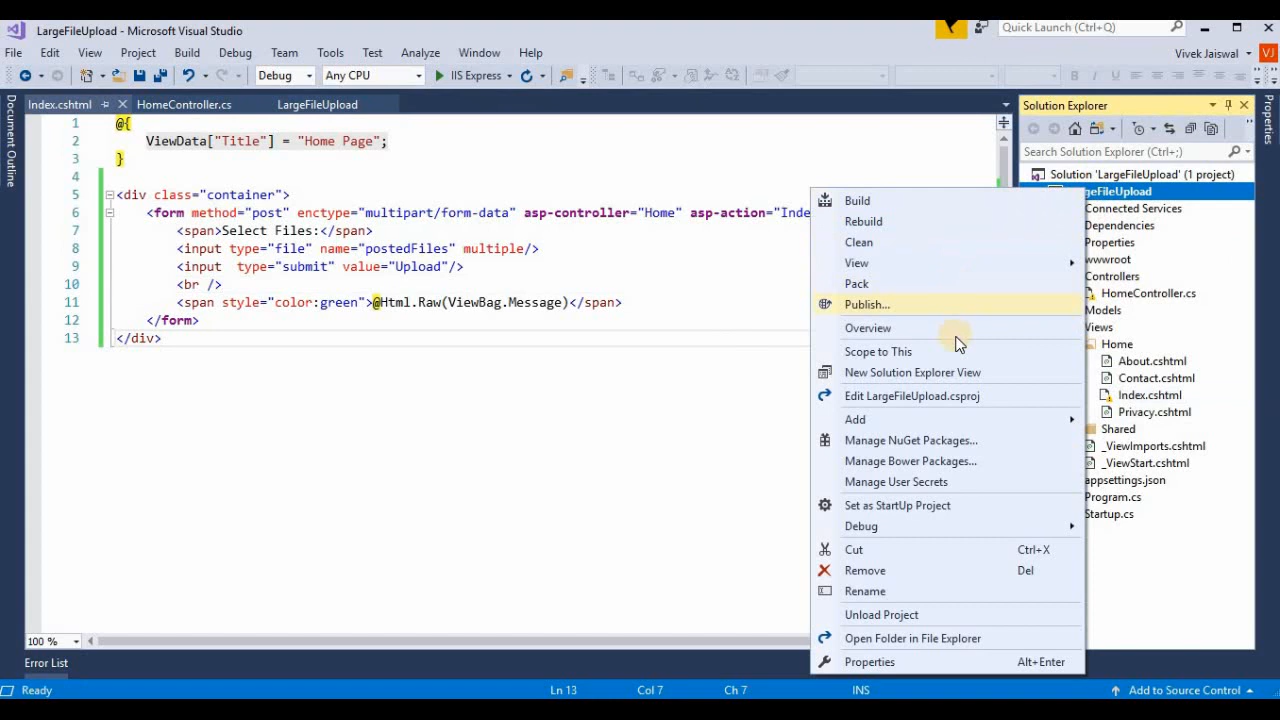 LargeFileUpload - Microsoft Visual Studio
Quick Launch (Ctrl+Q)
File Edit View Project Build Debug Team Tools Test Analyze Window Help
Vivek Jaiswal VJ
Debug Any CPU IIS Express
Document Outline
Index.cshtml HomeController.cs LargeFileUpload
1 @{
2 ViewData["Title"] = "Home Page";
3 }
4
5 <div class="container">
6 <form method="post" enctype="multipart/form-data" asp-controller="Home" asp-action="Inde
7 <span>Select Files:</span>
8 <input type="file" name="postedFiles" multiple/>
9 <input type="submit" value="Upload"/>
10 <br />
11 <span style="color:green">@Html.Raw(ViewBag.Message)</span>
12 </form>
13 </div>
100 %
Build
Rebuild
Clean
View
Pack
Publish...
Overview
Scope to This
New Solution Explorer View
Edit LargeFileUpload.csproj
Add
Manage NuGet Packages...
Manage Bower Packages...
Manage User Secrets
Set as StartUp Project
Debug
Cut Ctrl+X
Remove Del
Rename
Unload Project
Open Folder in File Explorer
Properties Alt+Enter
Solution Explorer
Search Solution Explorer (Ctrl+;)
Solution 'LargeFileUpload' (1 project)
geFileUpload
Connected Services
Dependencies
Properties
wwwroot
Controllers
HomeController.cs
Models
Views
Home
About.cshtml
Contact.cshtml
Index.cshtml
Privacy.cshtml
Shared
_ViewImports.cshtml
_ViewStart.cshtml
appsettings.json
Program.cs
Startup.cs
Properties
Error List
Ready Ln 13 Col 7 Ch 7 INS Add to Source Control